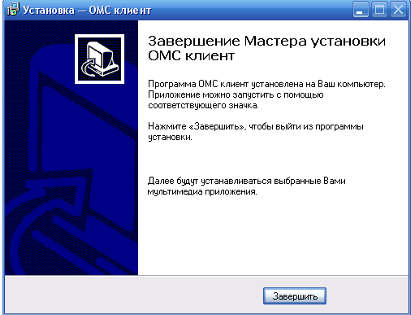 Установка — ОМС клиент
Завершение Мастера установки
ОМС клиент
Программа ОМС клиент установлена на Ваш компьютер.
Приложение можно запустить с помощью
соответствующего значка.
Нажмите «Завершить», чтобы выйти из программы
установки.
Далее будут устанавливаться выбранные Вами
мультимедиа приложения.
Завершить